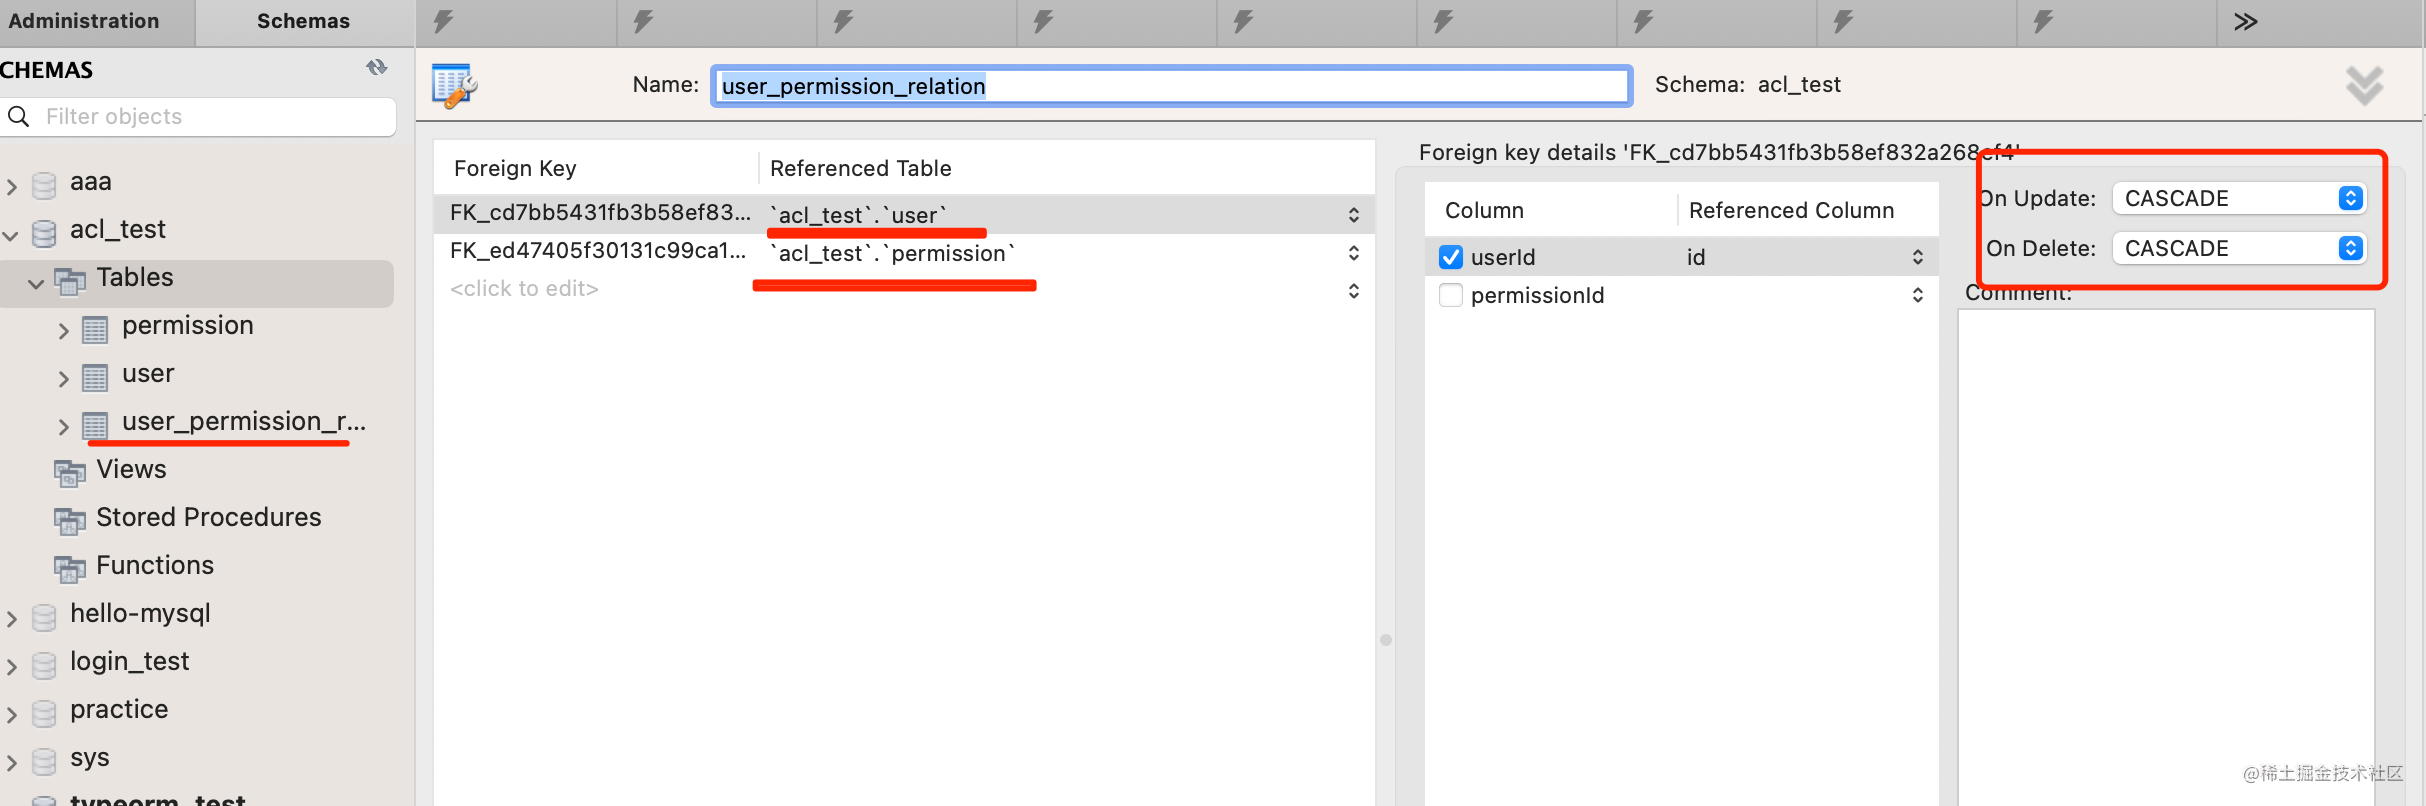 Administration
Schemas
CHEMAS
Filter objects
aaa
acl_test
Tables
permission
user
user_permission_r...
Views
Stored Procedures
Functions
hello-mysql
login_test
practice
sys
typeorm_test
Name: user_permission_relation
Schema: acl_test
Foreign Key Referenced Table
FK_cd7bb5431fb3b58ef83... `acl_test`.`user`
FK_ed47405f30131c99ca1... `acl_test`.`permission`
<click to edit>
Foreign key details 'FK_cd7bb5431fb3b58ef832a268ef4'
Column Referenced Column
userId id
permissionId
On Update: CASCADE
On Delete: CASCADE
Comment:
@稀土掘金技术社区